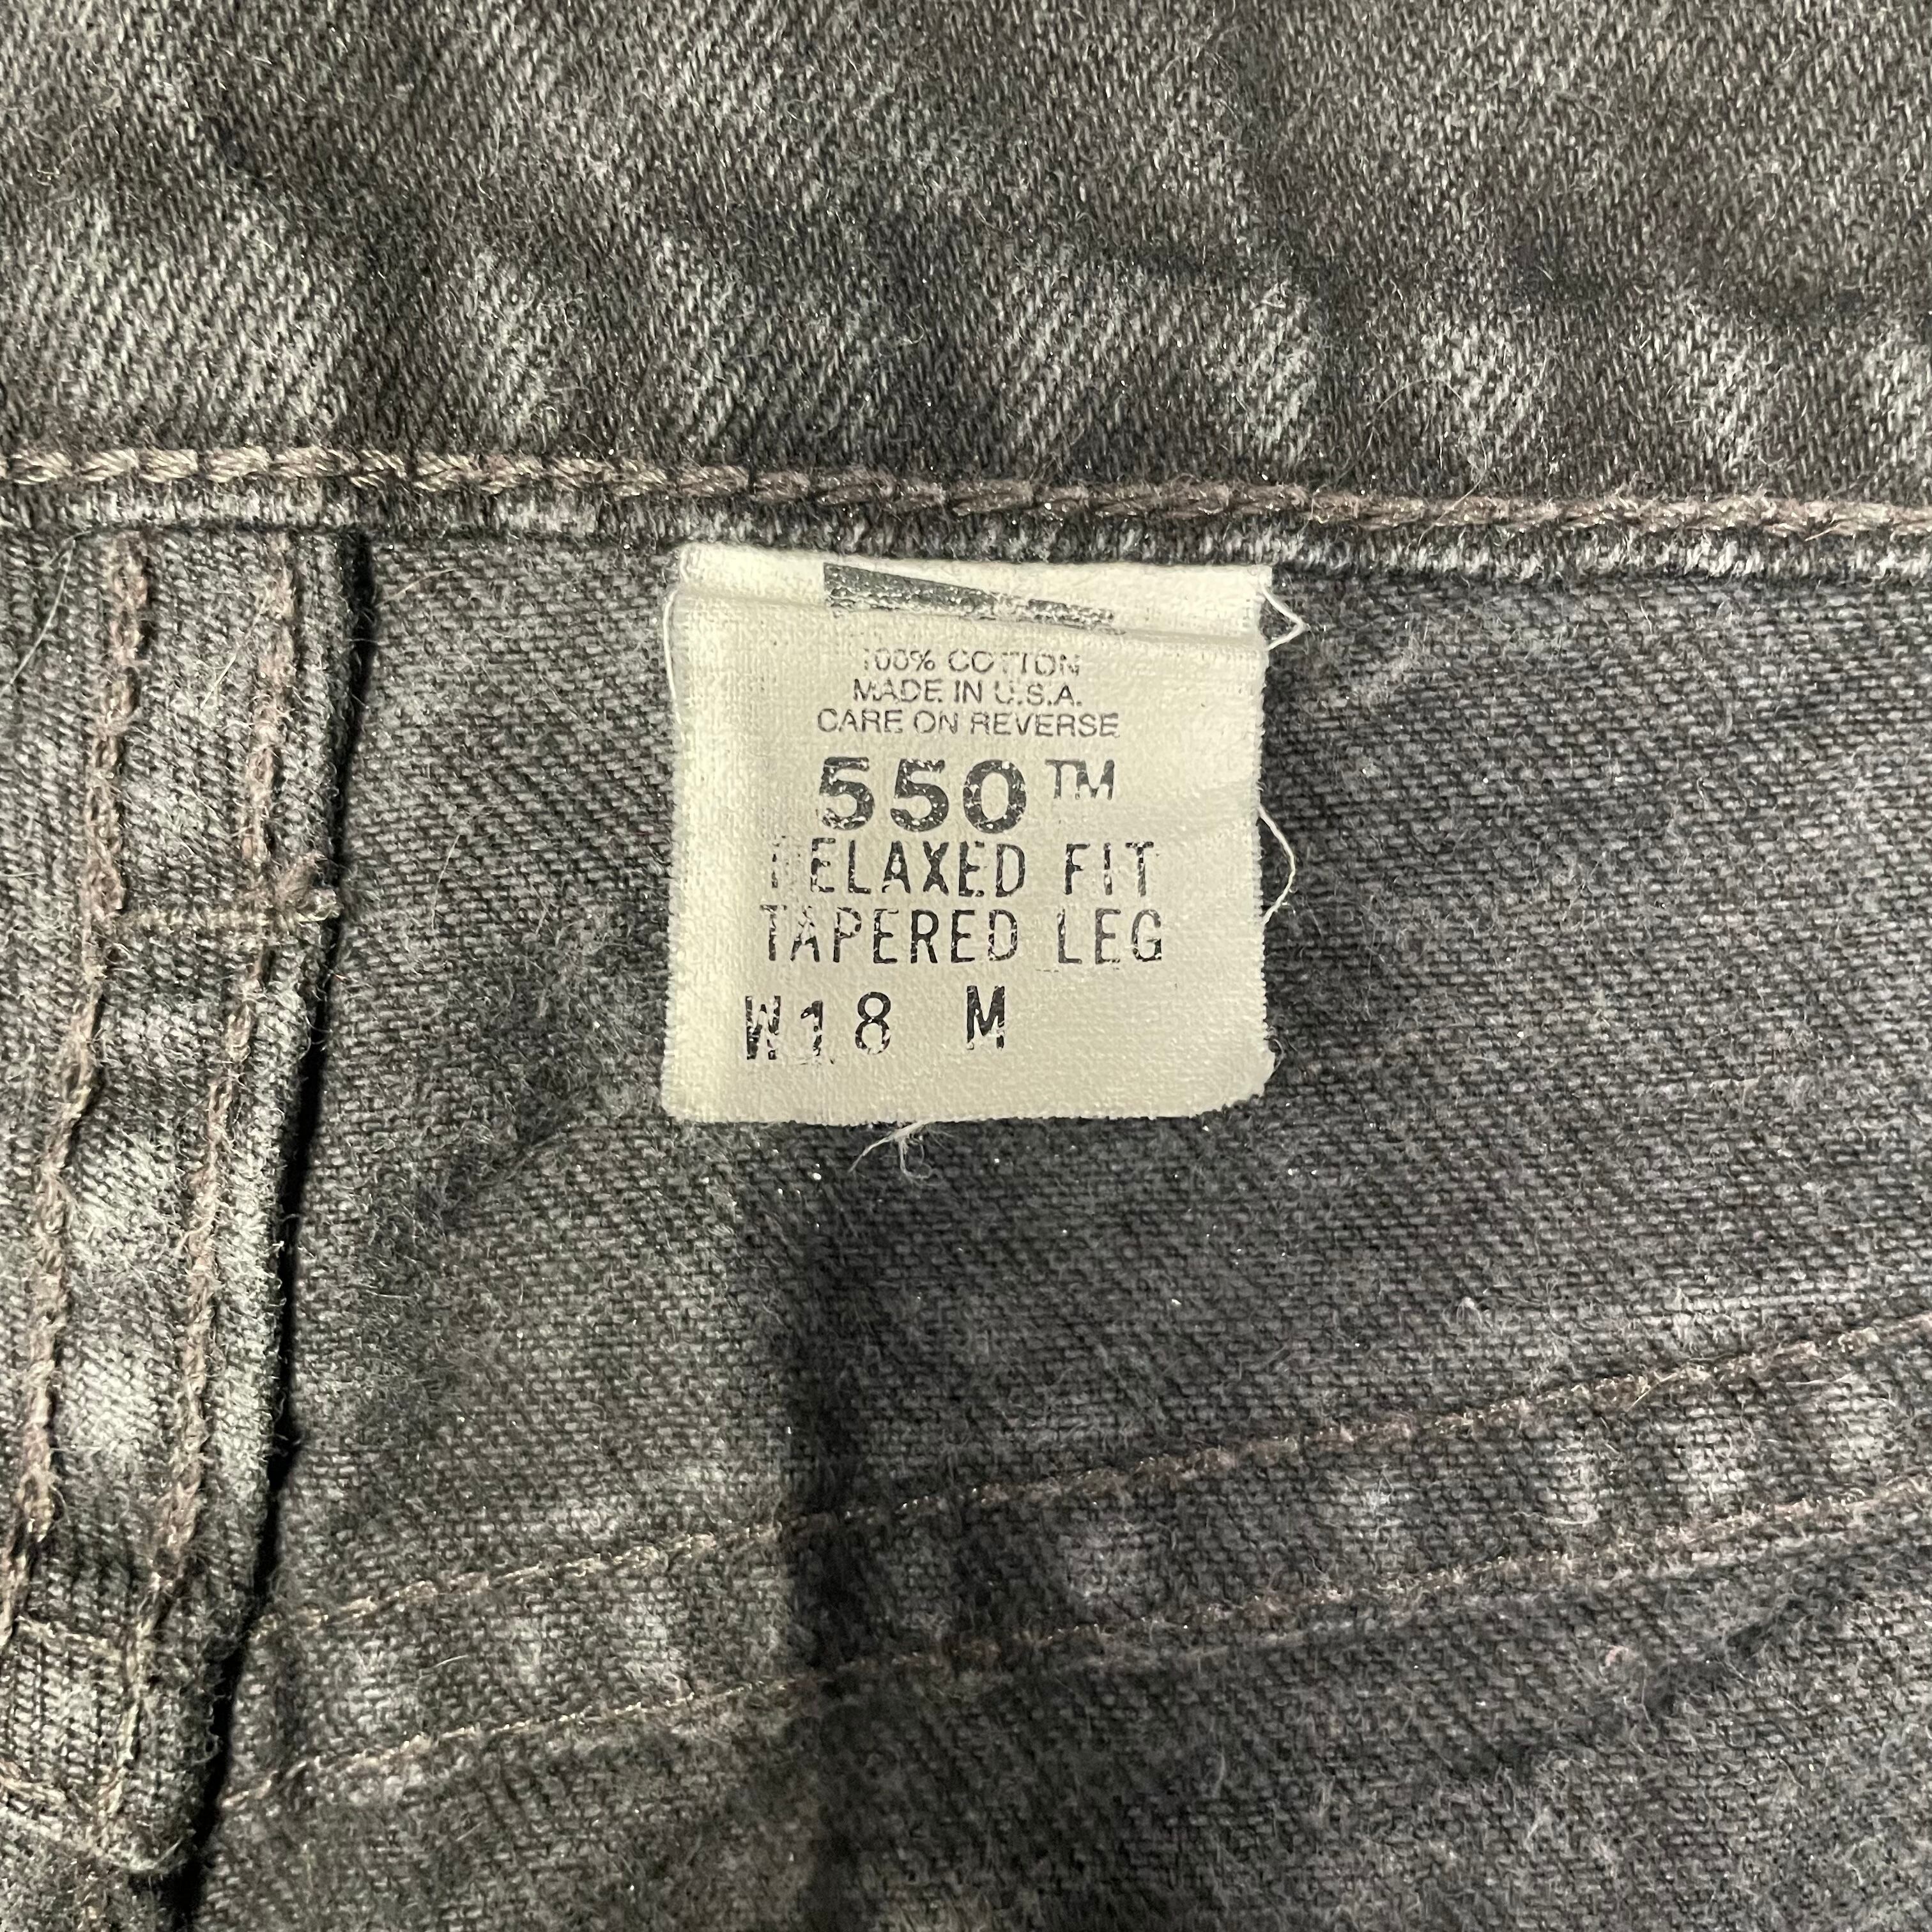 100% COTTON
MADE IN U.S.A.
CARE ON REVERSE
550™
RELAXED FIT
TAPERED LEG
W18 M